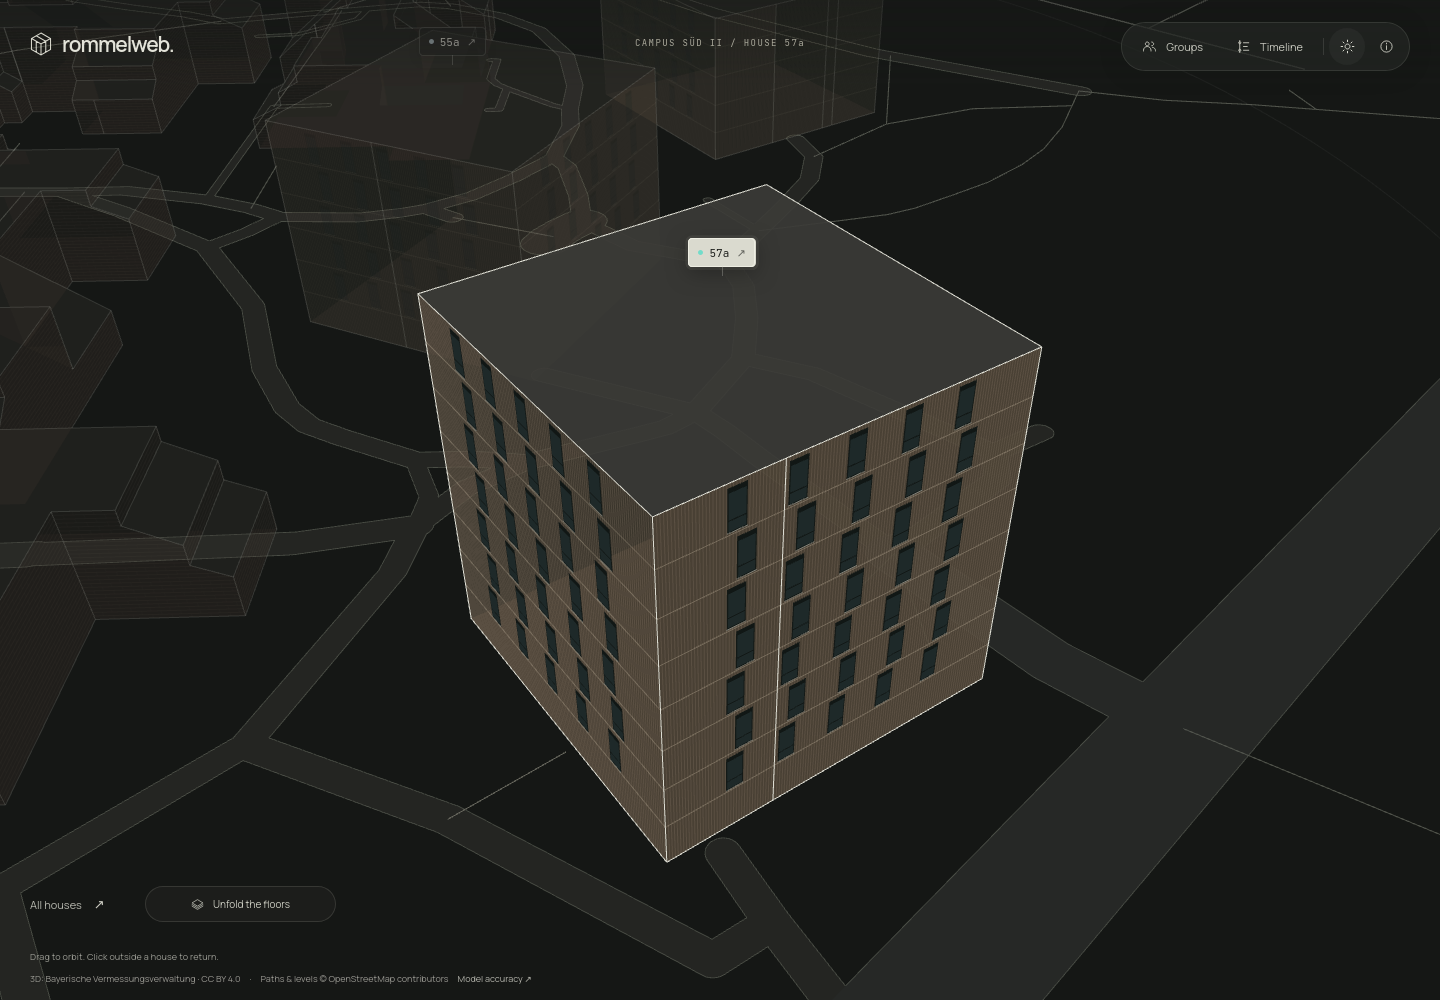 rommelweb.
55a ↗
CAMPUS SÜD II / HOUSE 57a
Groups
Timeline
57a ↗
All houses ↗
Unfold the floors
Drag to orbit. Click outside a house to return.
3D: Bayerische Vermessungsverwaltung · CC BY 4.0 · Paths & levels © OpenStreetMap contributors Model accuracy ↗